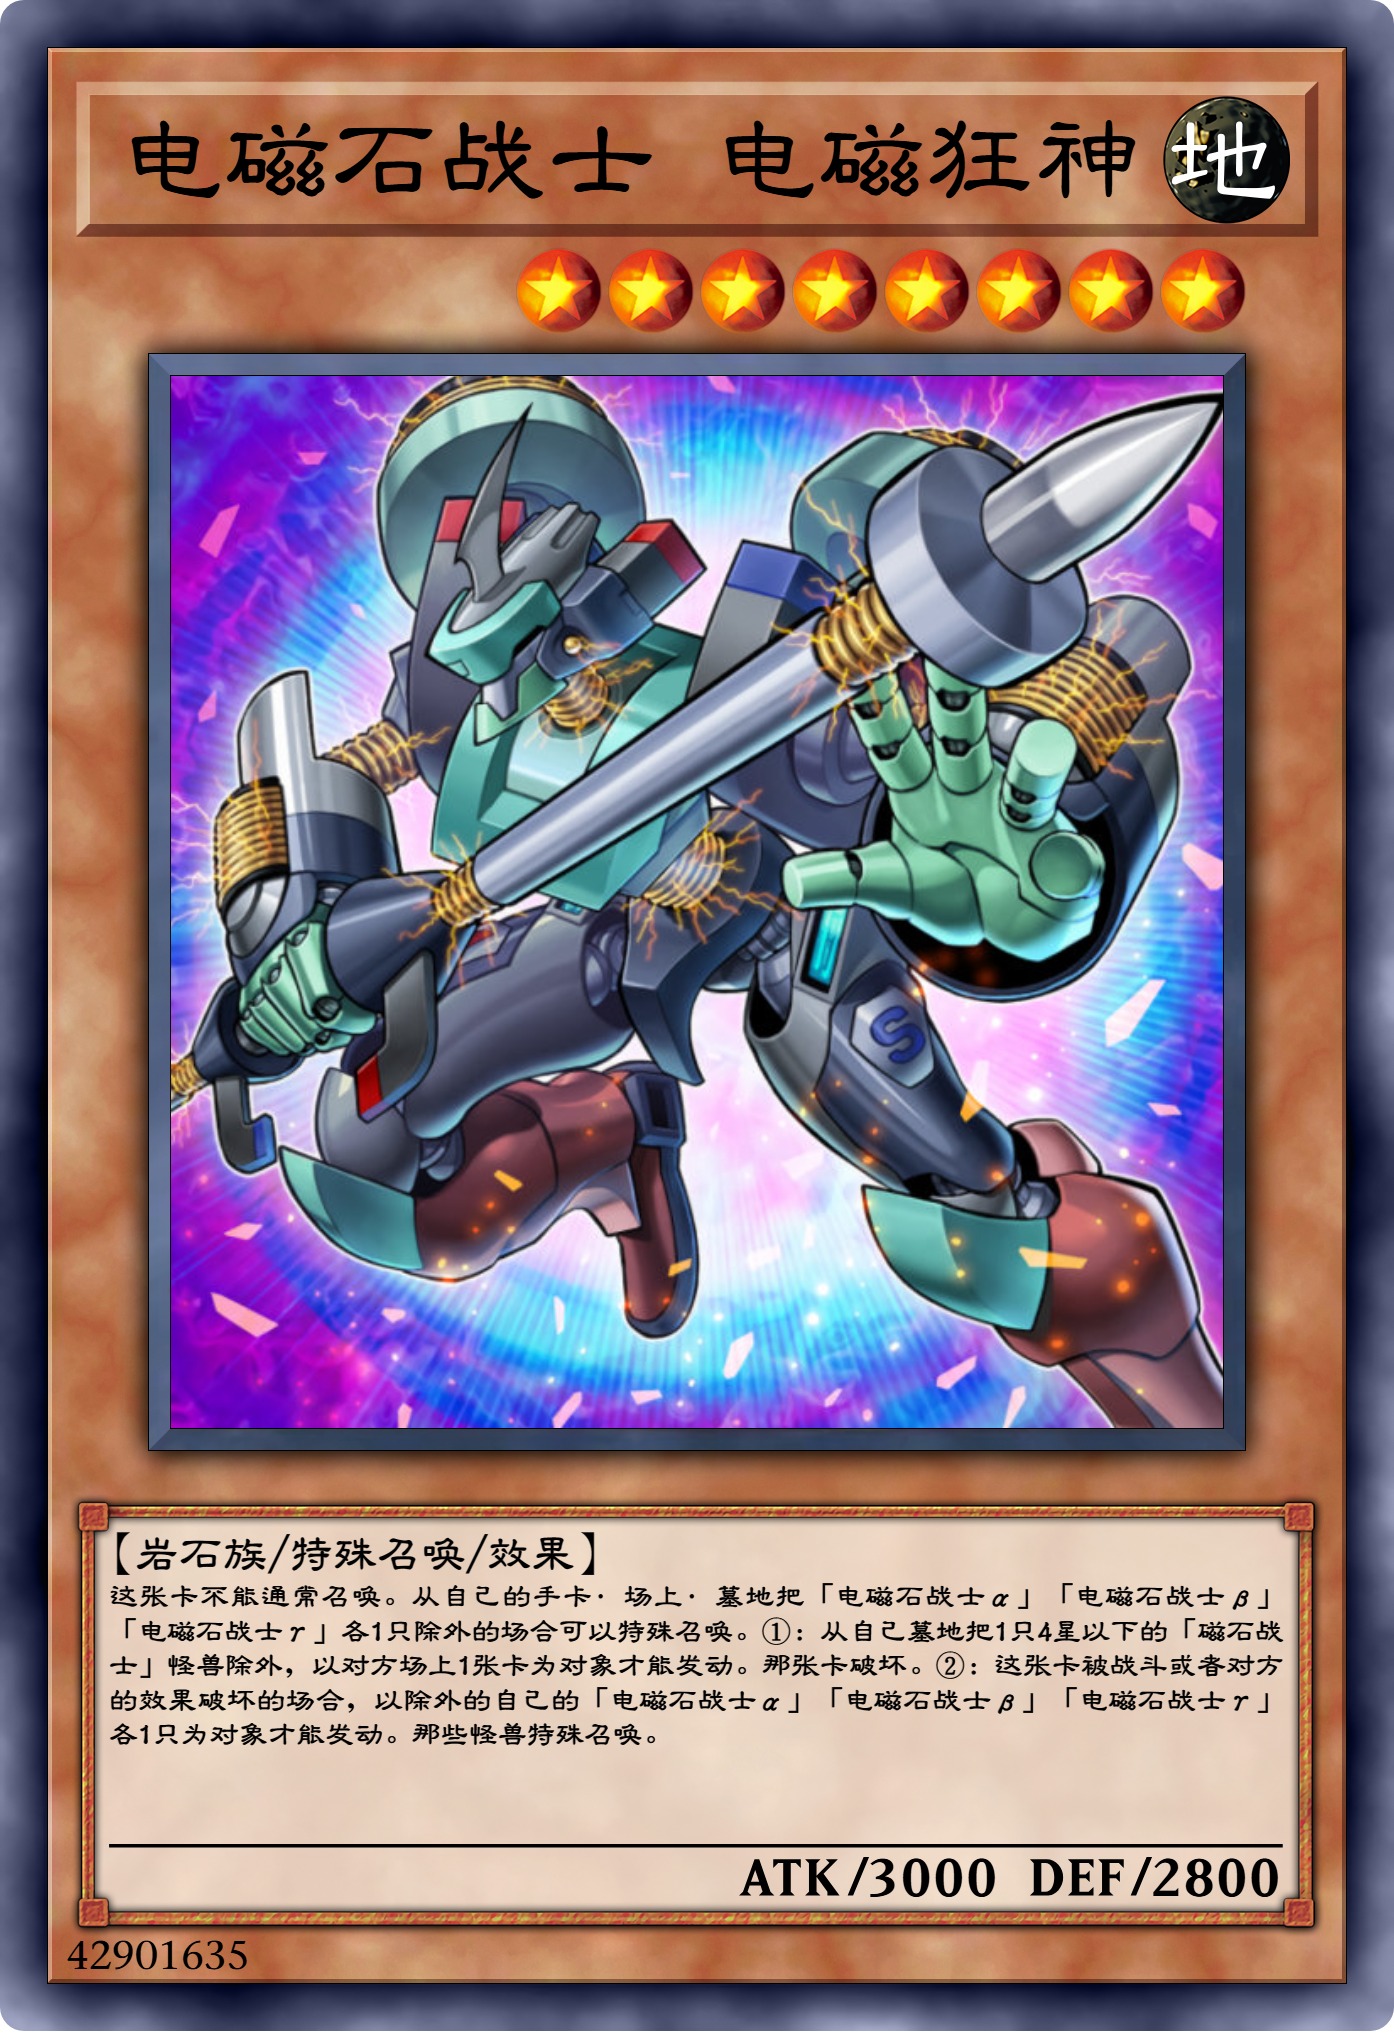 电磁石战士 电磁狂神 地
【岩石族/特殊召唤/效果】
这张卡不能通常召唤。从自己的手卡·场上·墓地把「电磁石战士α」「电磁石战士β」
「电磁石战士γ」各1只除外的场合可以特殊召唤。①：从自己墓地把1只4星以下的「磁石战
士」怪兽除外，以对方场上1张卡为对象才能发动。那张卡破坏。②：这张卡被战斗或者对方
的效果破坏的场合，以除外的自己的「电磁石战士α」「电磁石战士β」「电磁石战士γ」
各1只为对象才能发动。那些怪兽特殊召唤。
ATK/3000 DEF/2800
42901635
S